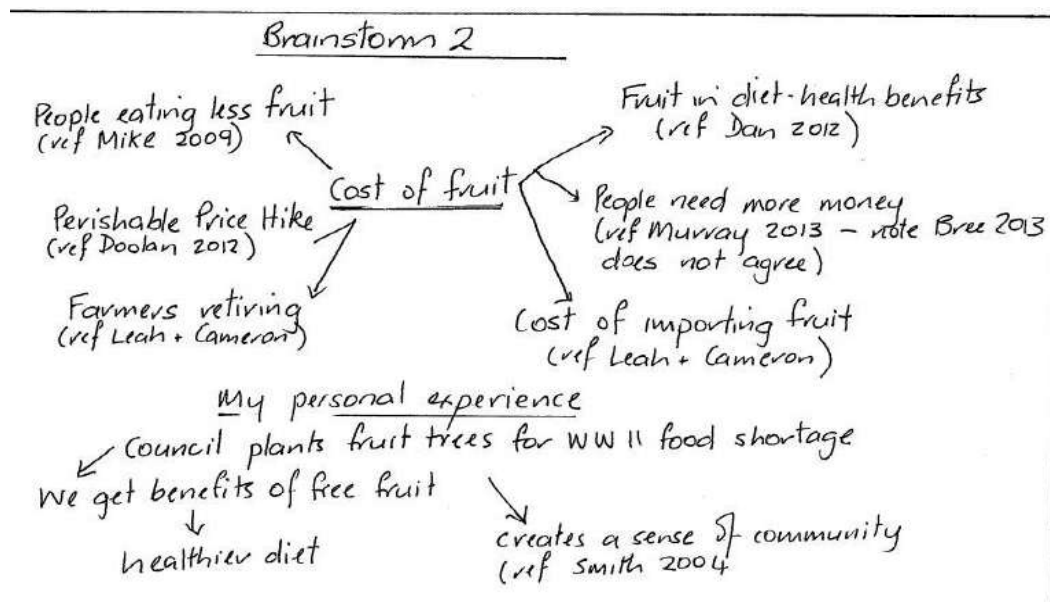 Brainstorm 2
People eating less fruit
(ref Mike 2009)
Fruit in diet - health benefits
(ref Dan 2012)
Cost of fruit
Perishable Price Hike
(ref Doolan 2012)
People need more money
(ref Murray 2013 – note Bree 2013
does not agree)
Farmers retiring
(ref Leah + Cameron)
Cost of importing fruit
(ref Leah + Cameron)
My personal experience
Council plants fruit trees for WW II food shortage
We get benefits of free fruit
healthier diet
creates a sense of community
(ref Smith 2004